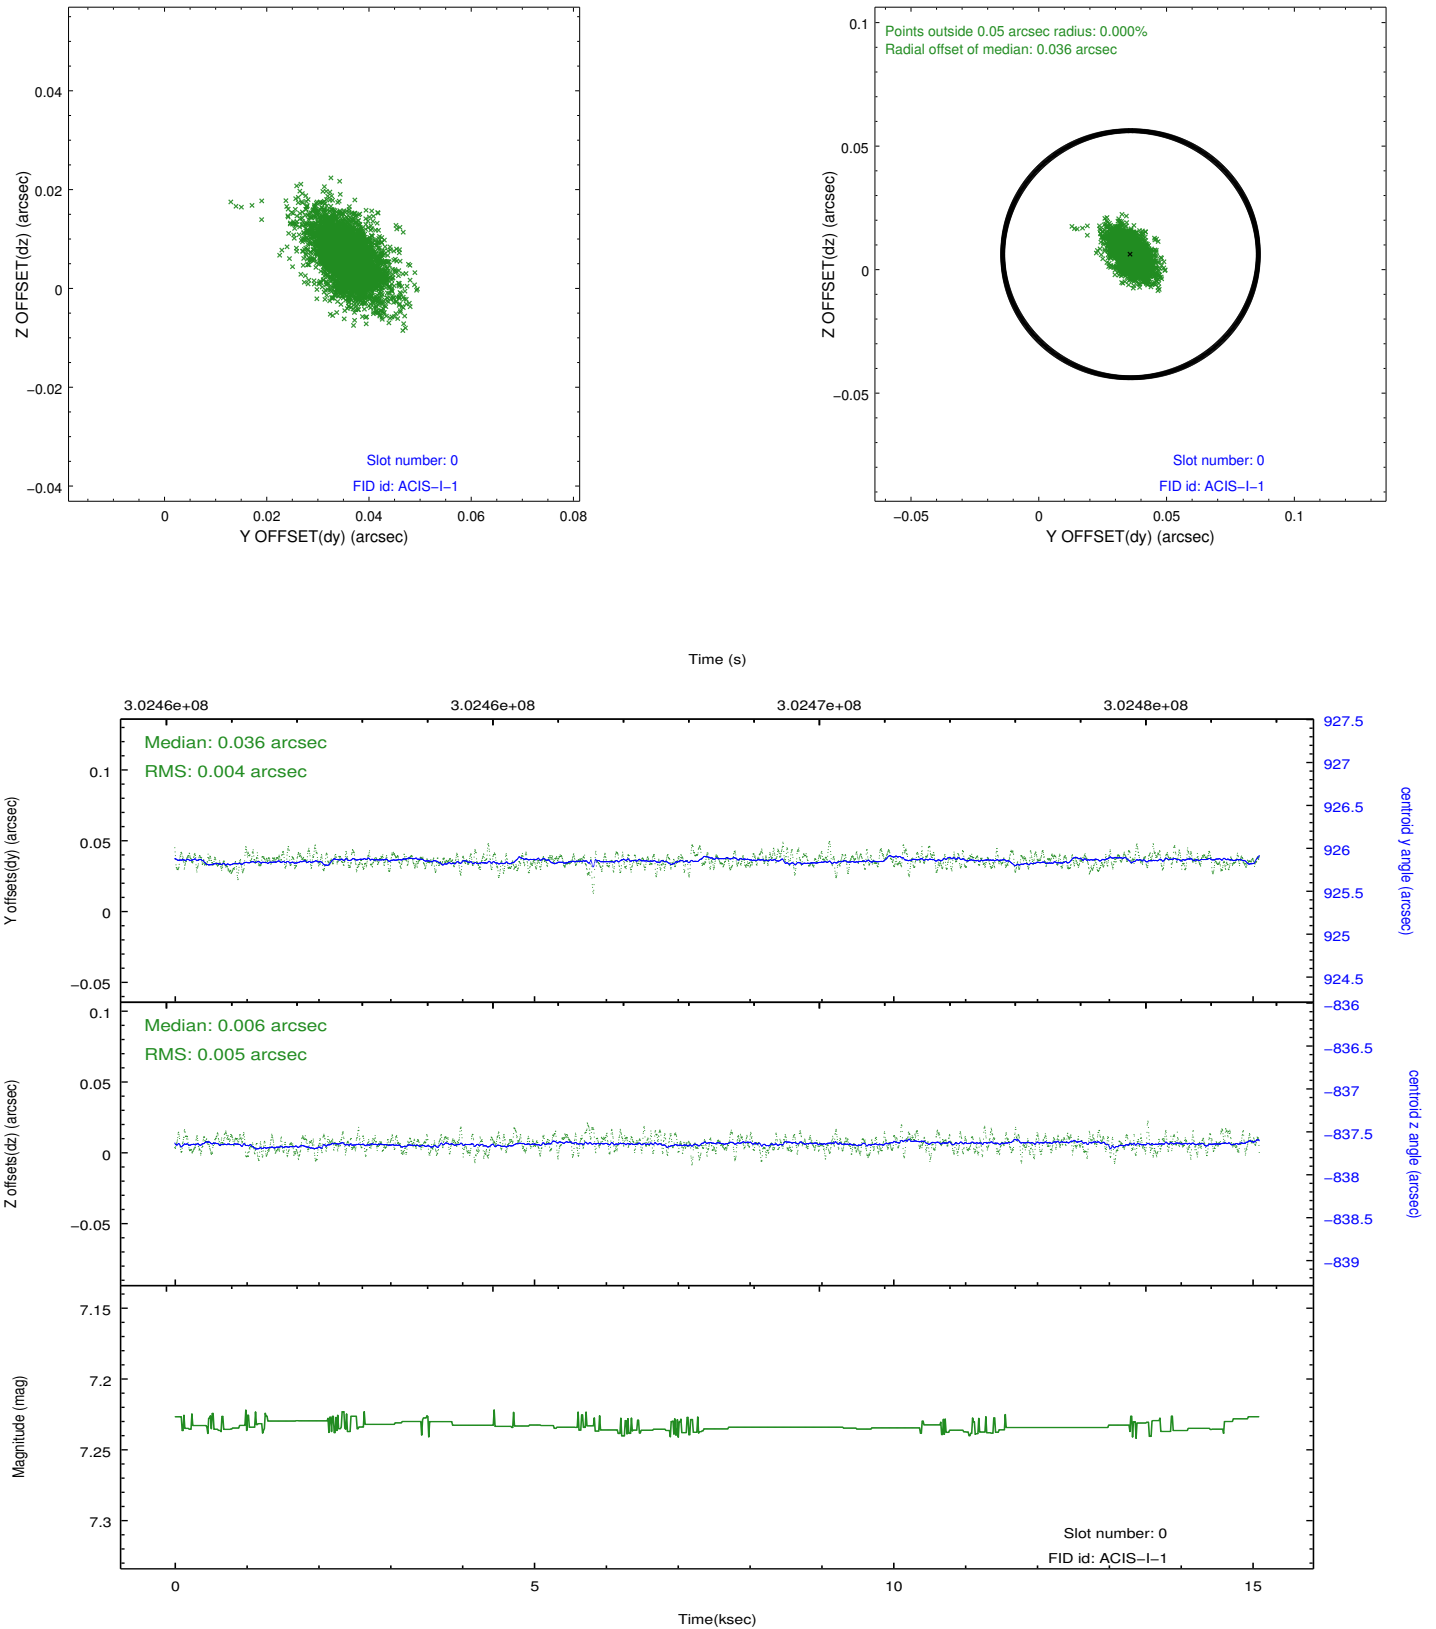 0.04
0.02
0
−0.02
−0.04
Z OFFSET(dz) (arcsec)
Slot number: 0
FID id: ACIS−I−1
0
0.02
0.04
0.06
0.08
Y OFFSET(dy) (arcsec)
Points outside 0.05 arcsec radius: 0.000%
Radial offset of median: 0.036 arcsec
0.1
0.05
0
−0.05
Z OFFSET(dz) (arcsec)
Slot number: 0
FID id: ACIS−I−1
−0.05
0
0.05
0.1
Y OFFSET(dy) (arcsec)
Time (s)
3.0246e+08
3.0246e+08
3.0247e+08
3.0248e+08
Median: 0.036 arcsec
RMS: 0.004 arcsec
0.1
0.05
0
−0.05
Y offsets(dy) (arcsec)
927.5
927
926.5
926
925.5
925
924.5
centroid y angle (arcsec)
Median: 0.006 arcsec
RMS: 0.005 arcsec
0.1
0.05
0
−0.05
Z offsets(dz) (arcsec)
−836
−836.5
−837
−837.5
−838
−838.5
−839
centroid z angle (arcsec)
7.15
7.2
7.25
7.3
Magnitude (mag)
Slot number: 0
FID id: ACIS−I−1
0
5
10
15
Time(ksec)